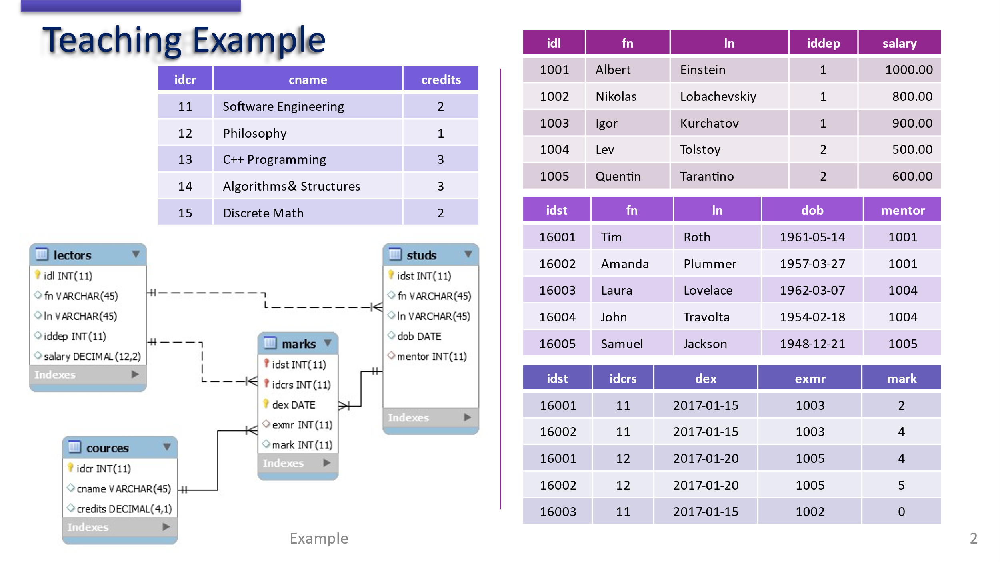 Teaching Example
idcr cname credits
11 Software Engineering 2
12 Philosophy 1
13 C++ Programming 3
14 Algorithms& Structures 3
15 Discrete Math 2
lectors
idl INT(11)
fn VARCHAR(45)
ln VARCHAR(45)
iddep INT(11)
salary DECIMAL(12,2)
Indexes
studs
idst INT(11)
fn VARCHAR(45)
ln VARCHAR(45)
dob DATE
mentor INT(11)
Indexes
marks
idst INT(11)
idcrs INT(11)
dex DATE
exmr INT(11)
mark INT(11)
Indexes
cources
idcr INT(11)
cname VARCHAR(45)
credits DECIMAL(4,1)
Indexes
idl fn ln iddep salary
1001 Albert Einstein 1 1000.00
1002 Nikolas Lobachevskiy 1 800.00
1003 Igor Kurchatov 1 900.00
1004 Lev Tolstoy 2 500.00
1005 Quentin Tarantino 2 600.00
idst fn ln dob mentor
16001 Tim Roth 1961-05-14 1001
16002 Amanda Plummer 1957-03-27 1001
16003 Laura Lovelace 1962-03-07 1004
16004 John Travolta 1954-02-18 1004
16005 Samuel Jackson 1948-12-21 1005
idst idcrs dex exmr mark
16001 11 2017-01-15 1003 2
16002 11 2017-01-15 1003 4
16001 12 2017-01-20 1005 4
16002 12 2017-01-20 1005 5
16003 11 2017-01-15 1002 0
Example
2